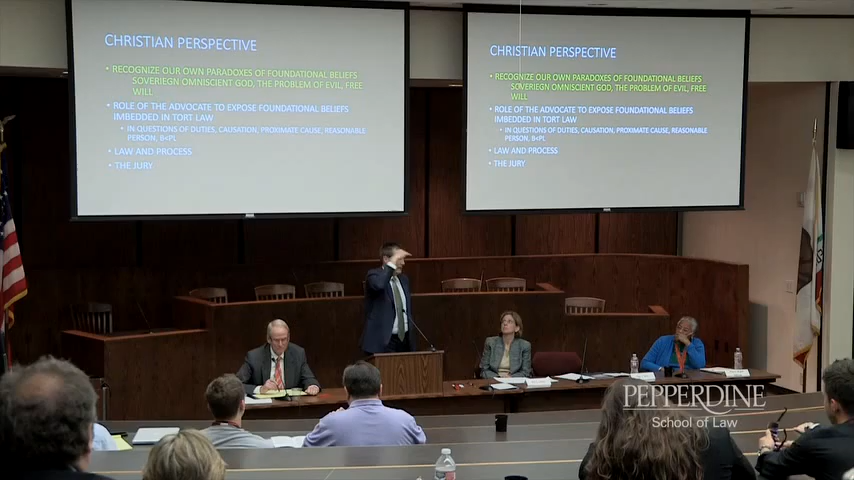 CHRISTIAN PERSPECTIVE
• RECOGNIZE OUR OWN PARADOXES OF FOUNDATIONAL BELIEFS
SOVERIEGN OMNISCIENT GOD, THE PROBLEM OF EVIL, FREE
WILL
• ROLE OF THE ADVOCATE TO EXPOSE FOUNDATIONAL BELIEFS
IMBEDDED IN TORT LAW
• IN QUESTIONS OF DUTIES, CAUSATION, PROXIMATE CAUSE, REASONABLE
PERSON, B<PL
• LAW AND PROCESS
• THE JURY
CHRISTIAN PERSPECTIVE
• RECOGNIZE OUR OWN PARADOXES OF FOUNDATIONAL BELIEFS
SOVERIEGN OMNISCIENT GOD, THE PROBLEM OF EVIL, FREE
WILL
• ROLE OF THE ADVOCATE TO EXPOSE FOUNDATIONAL BELIEFS
IMBEDDED IN TORT LAW
• IN QUESTIONS OF DUTIES, CAUSATION, PROXIMATE CAUSE, REASONABLE
PERSON, B<PL
• LAW AND PROCESS
• THE JURY
PEPPERDINE
School of Law